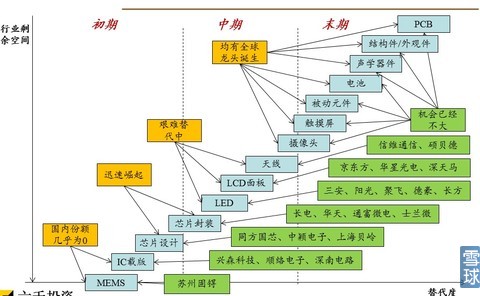 初期
中期
末期
行业剩
余空间
PCB
均有全球
龙头诞生
结构件/外观件
声学器件
电池
被动元件
机会已经
不大
触摸屏
艰难替
代中
摄像头
信维通信、硕贝德
天线
京东方、华星光电、深天马
迅速崛起
LCD面板
三安、阳光、聚飞、德豪、长方
LED
长电、华天、通富微电、士兰微
芯片封装
国内份额
几乎为0
芯片设计
同方国芯、中颖电子、上海贝岭
IC载版
兴森科技、顺络电子、深南电路
MEMS
苏州固锝
雪球
替代度